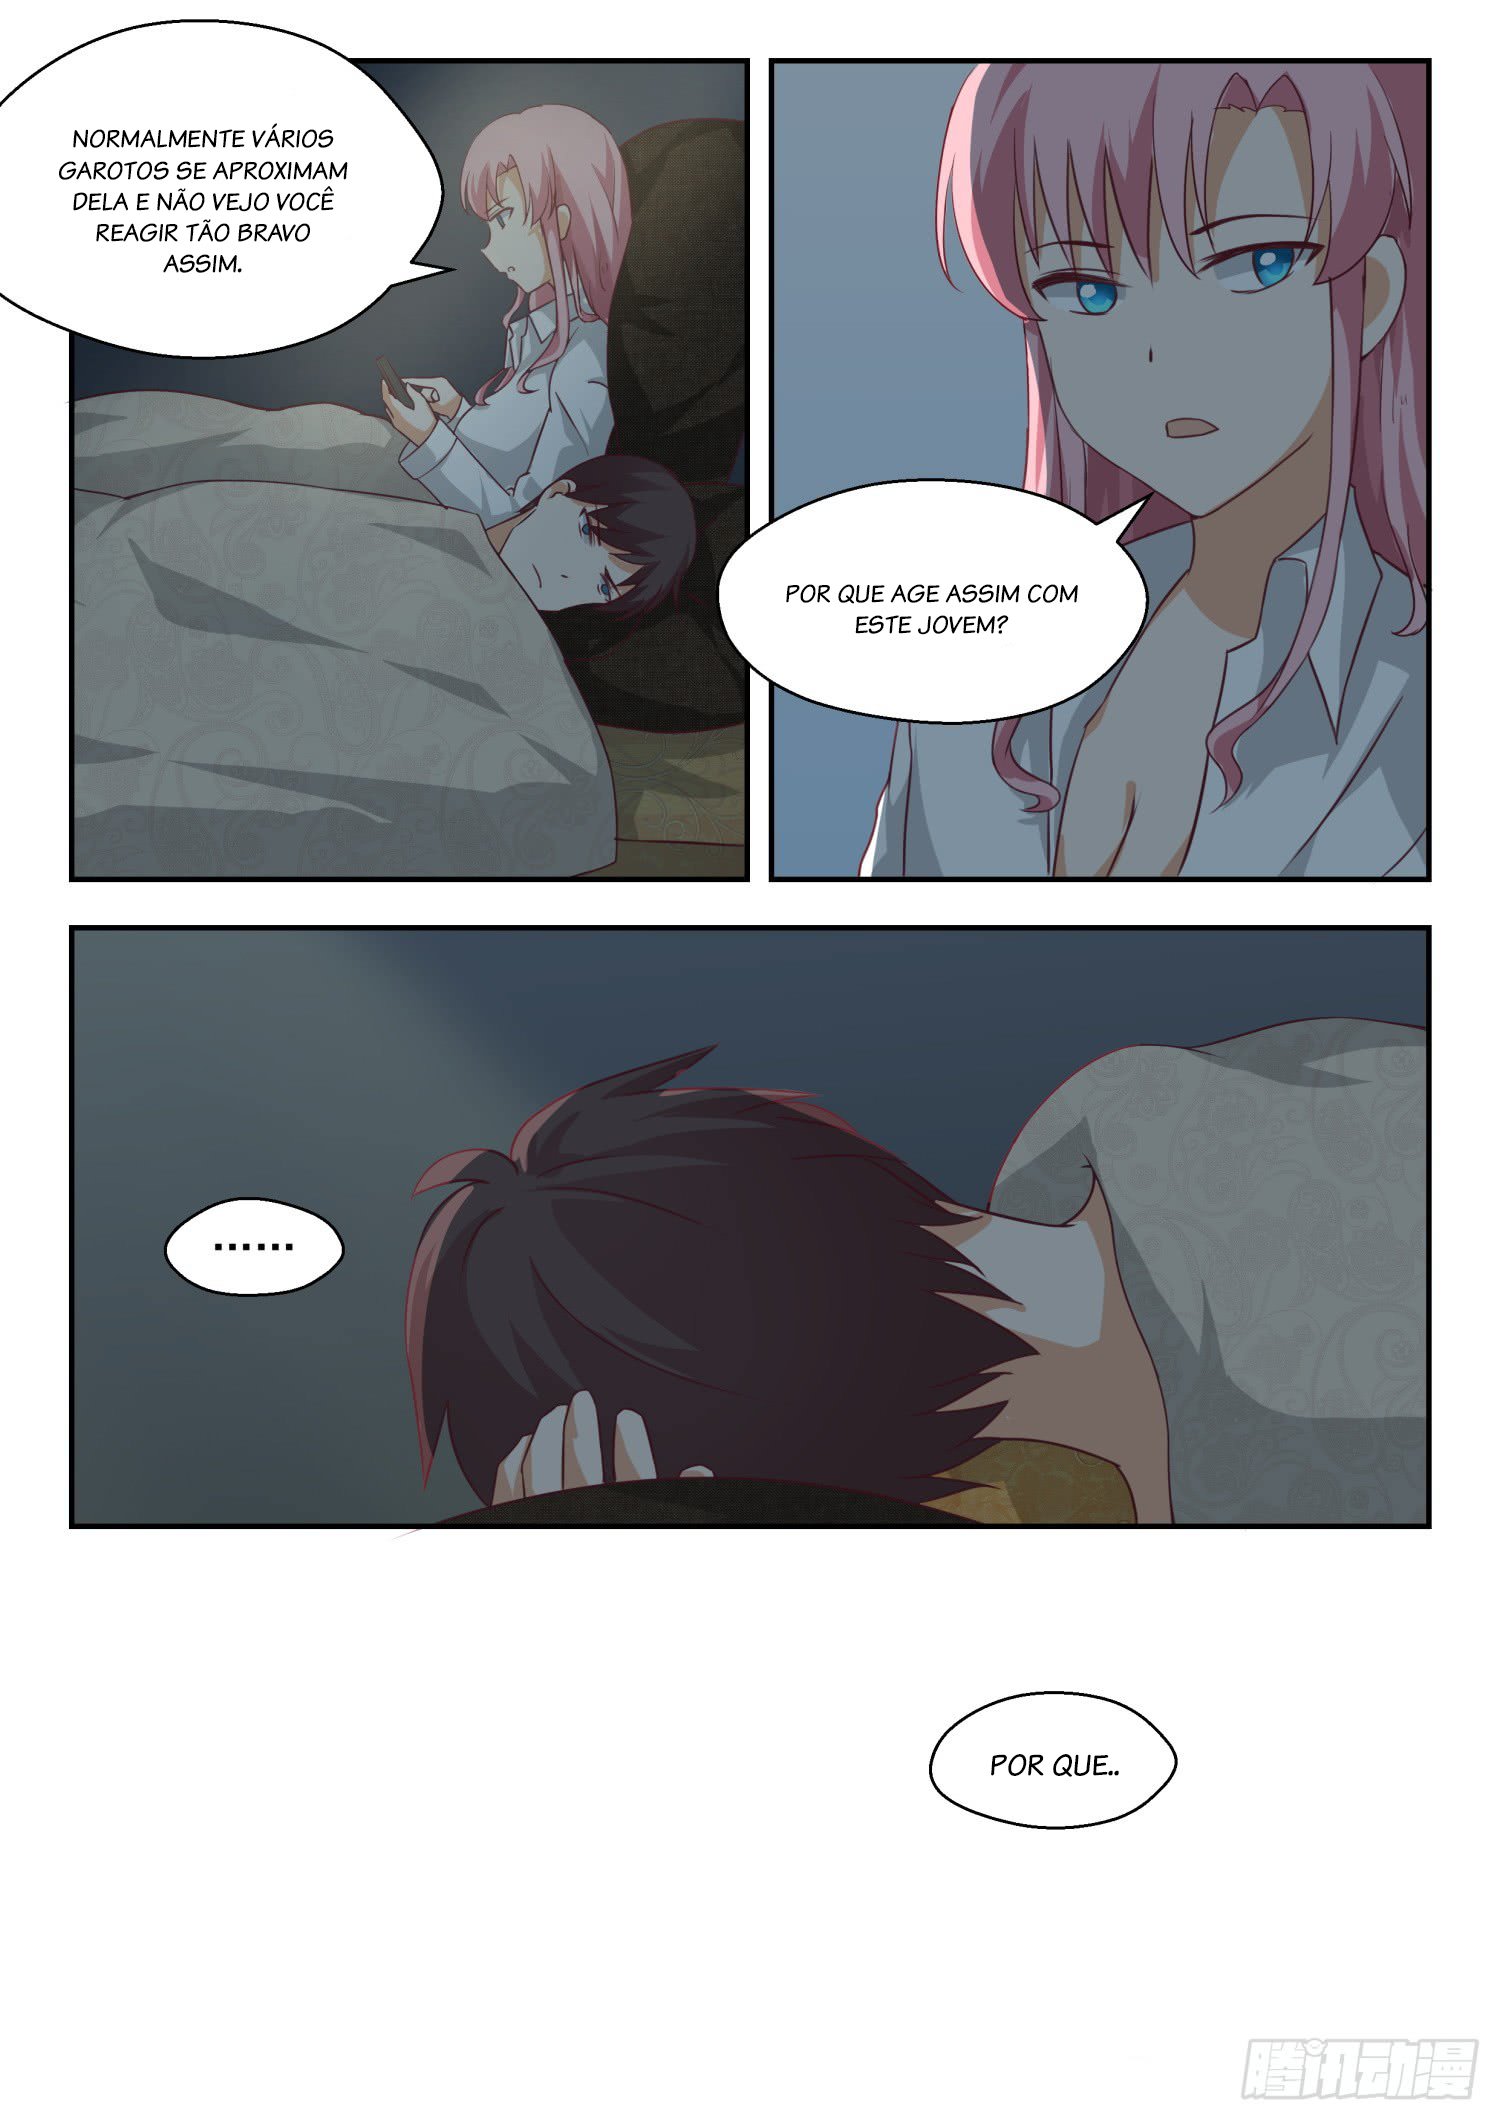 NORMALMENTE VÁRIOS
GAROTOS SE APROXIMAM
DELA E NÃO VEJO VOCÊ
REAGIR TÃO BRAVO
ASSIM.
POR QUE AGE ASSIM COM
ESTE JOVEM?
......
POR QUE..
腾讯动漫